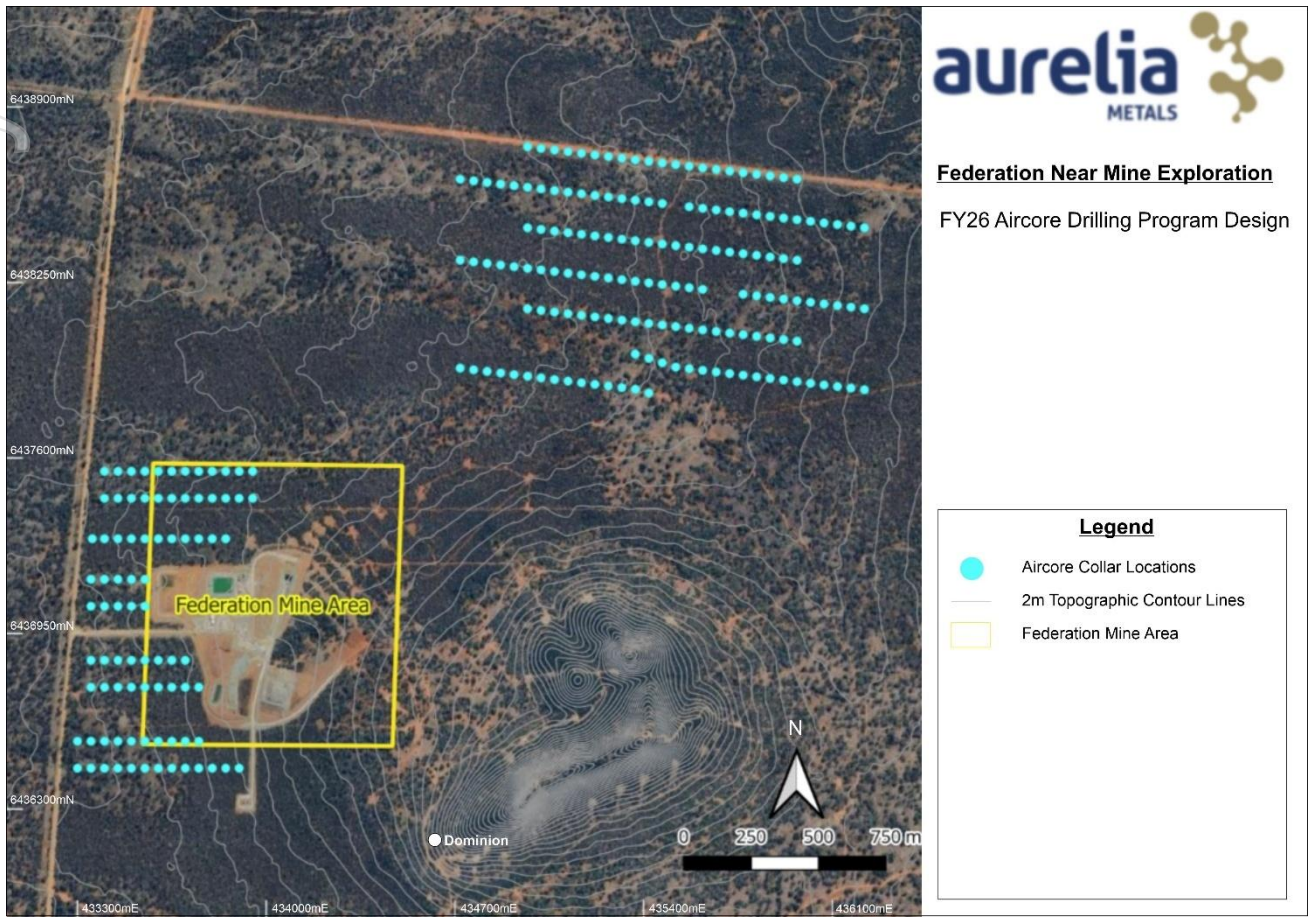 aurelia
METALS
Federation Near Mine Exploration
FY26 Aircore Drilling Program Design
6438900mN
6438250mN
6437600mN
6436950mN
6436300mN
Federation Mine Area
Dominion
N
0 250 500 750 m
433300mE 434000mE 434700mE 435400mE 436100mE
Legend
Aircore Collar Locations
2m Topographic Contour Lines
Federation Mine Area